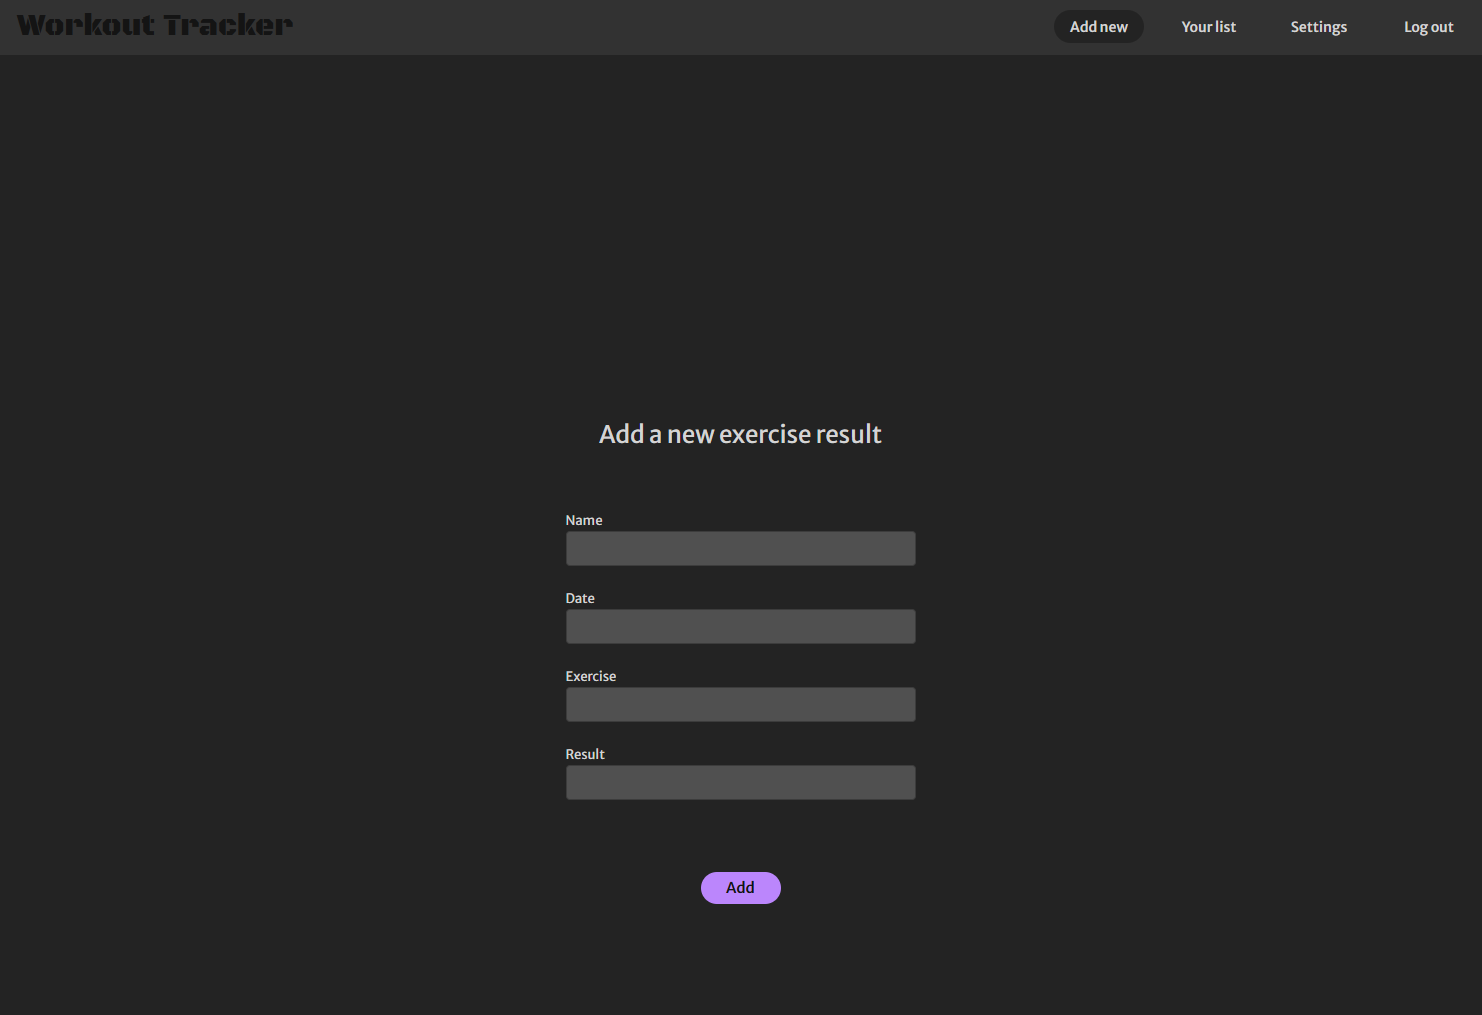 Workout Tracker
Add new
Your list
Settings
Log out
Add a new exercise result
Name
Date
Exercise
Result
Add